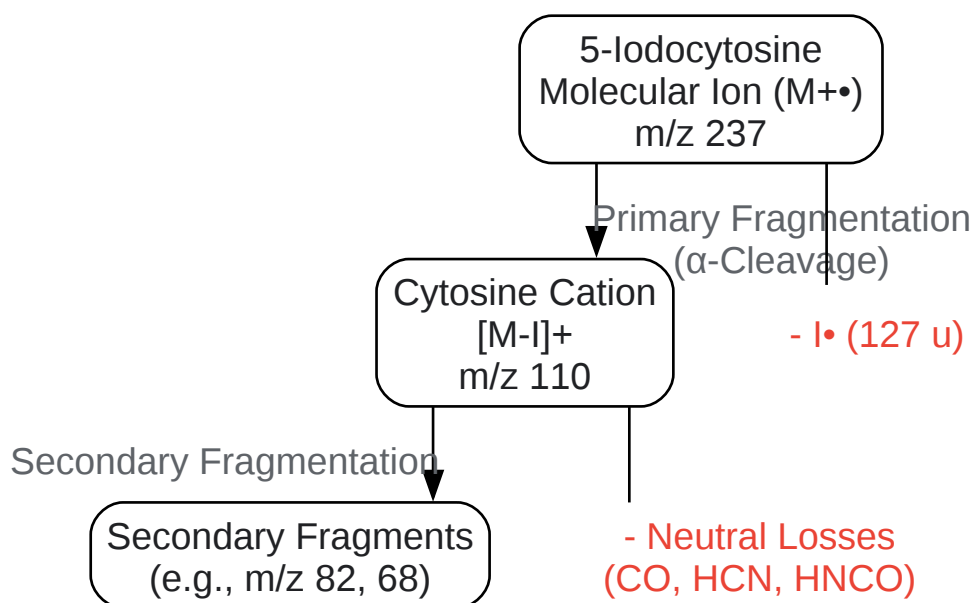 5-Iodocytosine
Molecular Ion (M+•)
m/z 237
Primary Fragmentation
(α-Cleavage)
Cytosine Cation
[M-I]+
m/z 110
- I• (127 u)
Secondary Fragmentation
Secondary Fragments
(e.g., m/z 82, 68)
- Neutral Losses
(CO, HCN, HNCO)